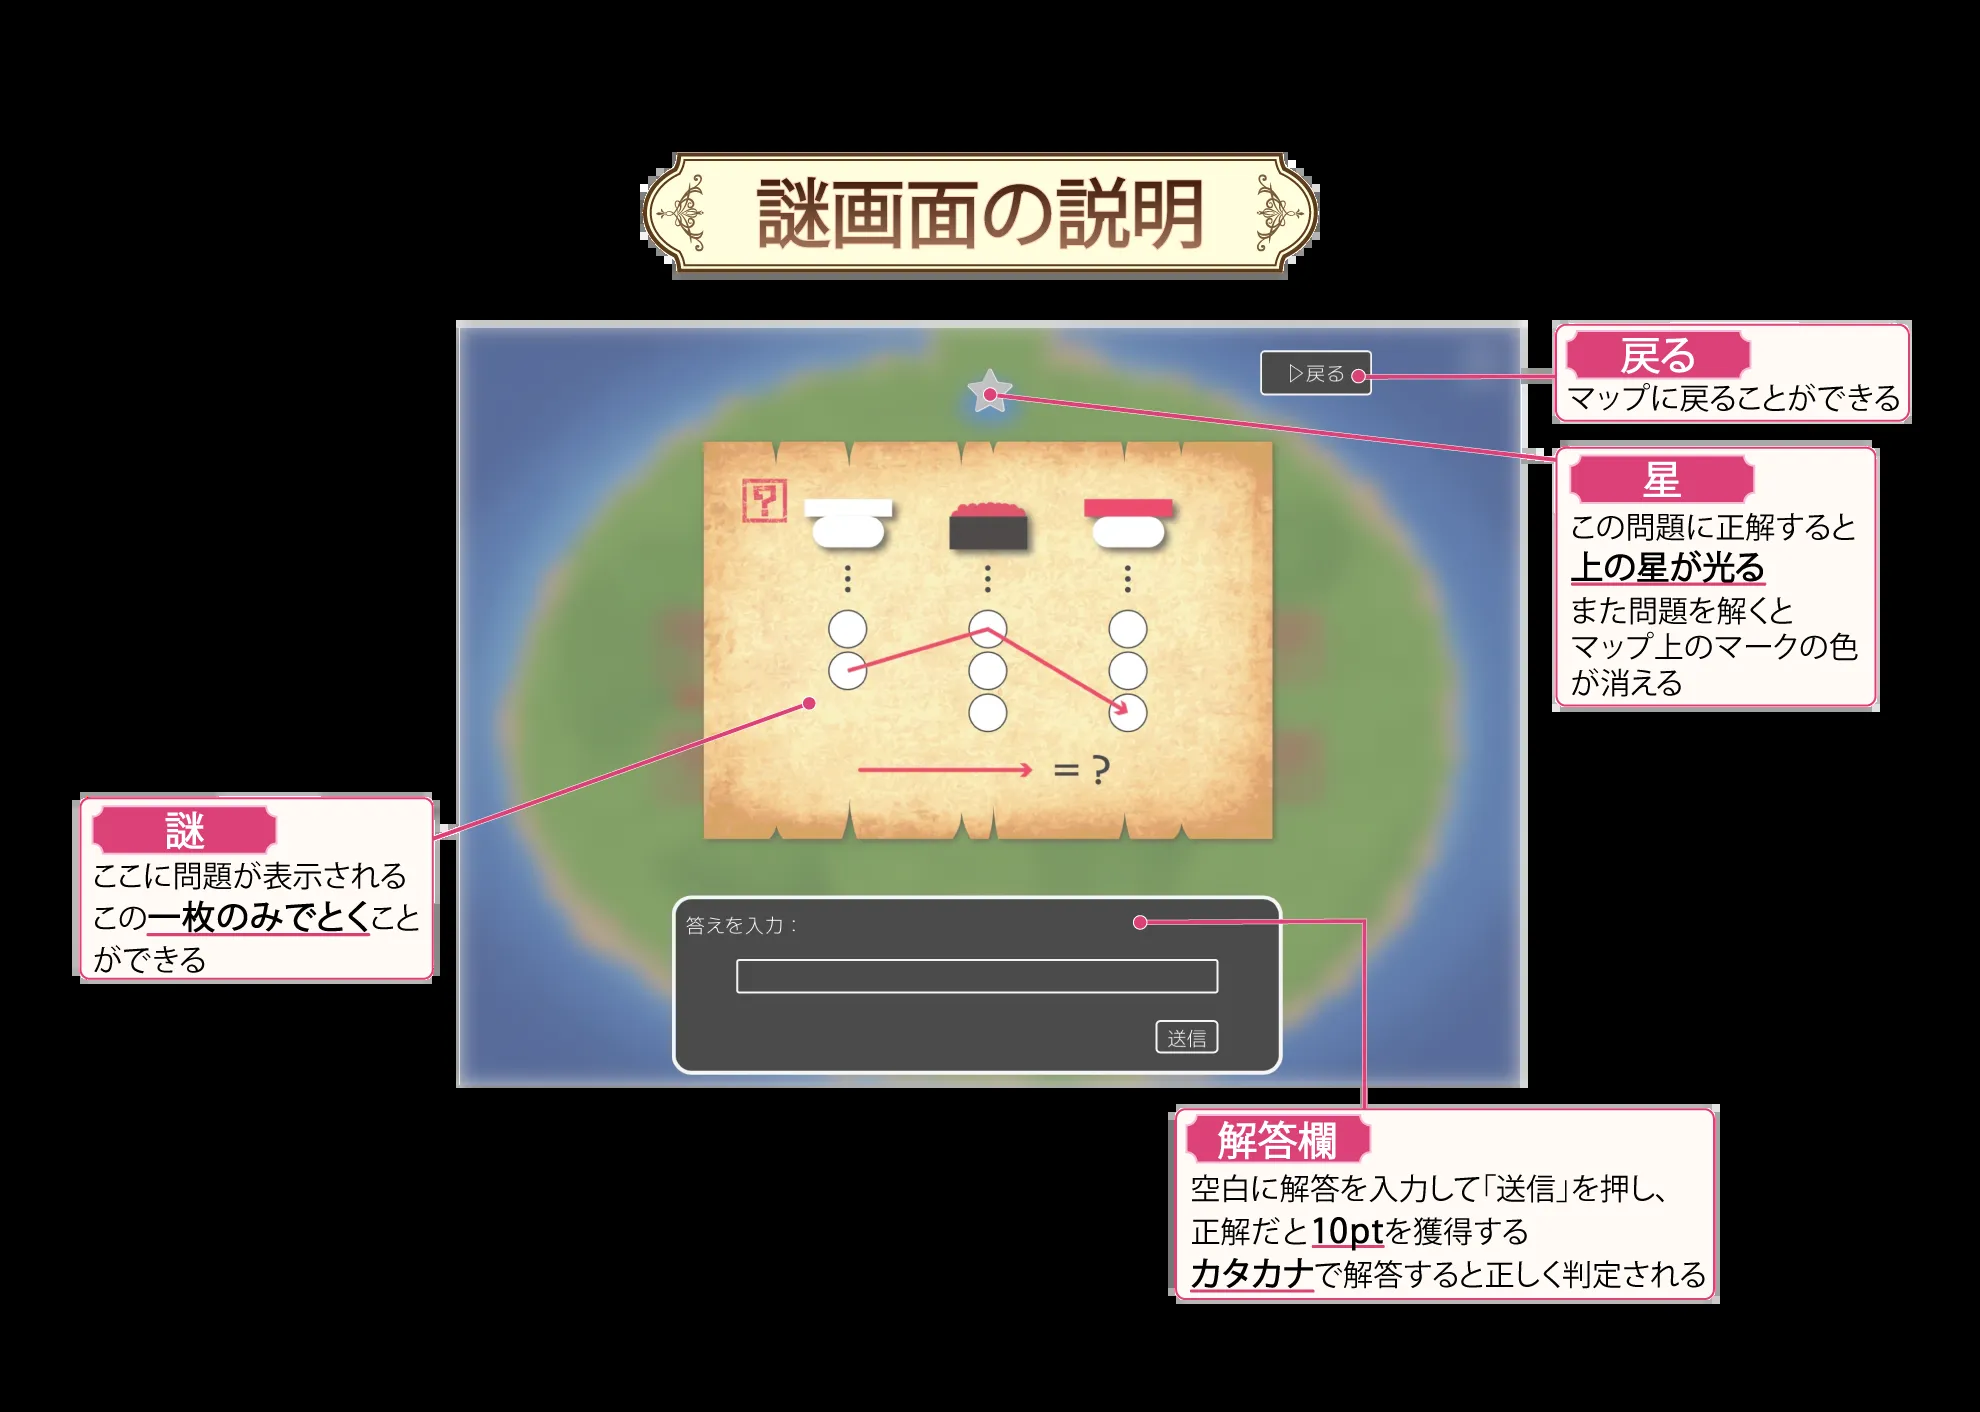 謎画面の説明
▷戻る
戻る
マップに戻ることができる
星
この問題に正解すると
上の星が光る
また問題を解くと
マップ上のマークの色
が消える
?
= ?
謎
ここに問題が表示される
この一枚のみでとくこと
ができる
答えを入力：
送信
解答欄
空白に解答を入力して「送信」を押し、
正解だと10ptを獲得する
カタカナで解答すると正しく判定される